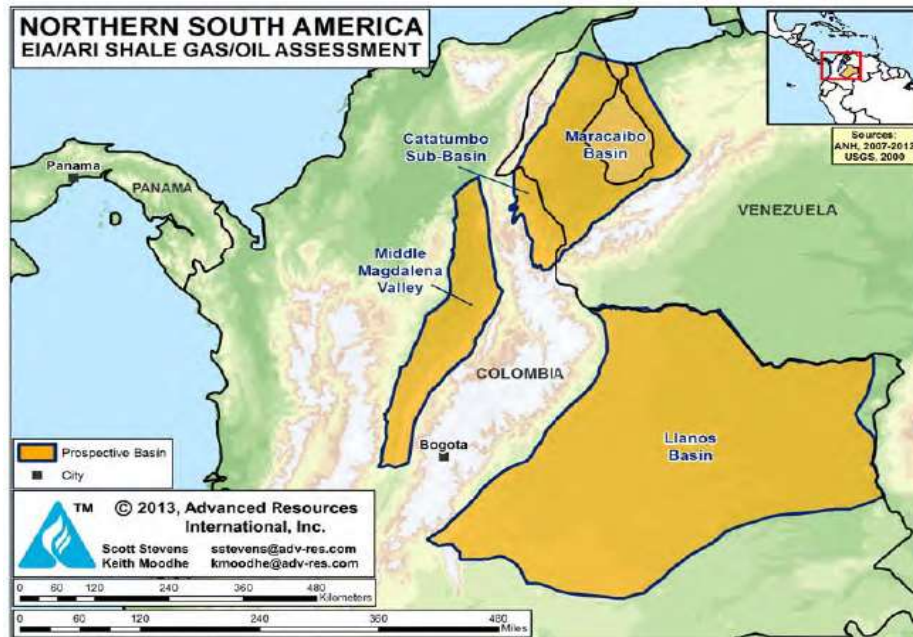 NORTHERN SOUTH AMERICA
EIA/ARI SHALE GAS/OIL ASSESSMENT
Sources:
ANH, 2007-2013
USGS, 2000
Catatumbo
Sub-Basin
Maracaibo
Basin
Panama
PANAMA
VENEZUELA
Middle
Magdalena
Valley
COLOMBIA
Bogota
Llanos
Basin
Prospective Basin
City
TM
© 2013, Advanced Resources
International, Inc.
Scott Stevens sstevens@adv-res.com
Keith Moodhe kmoodhe@adv-res.com
0 60 120 240 360 480
Kilometers
0 60 120 240 360 480
Miles